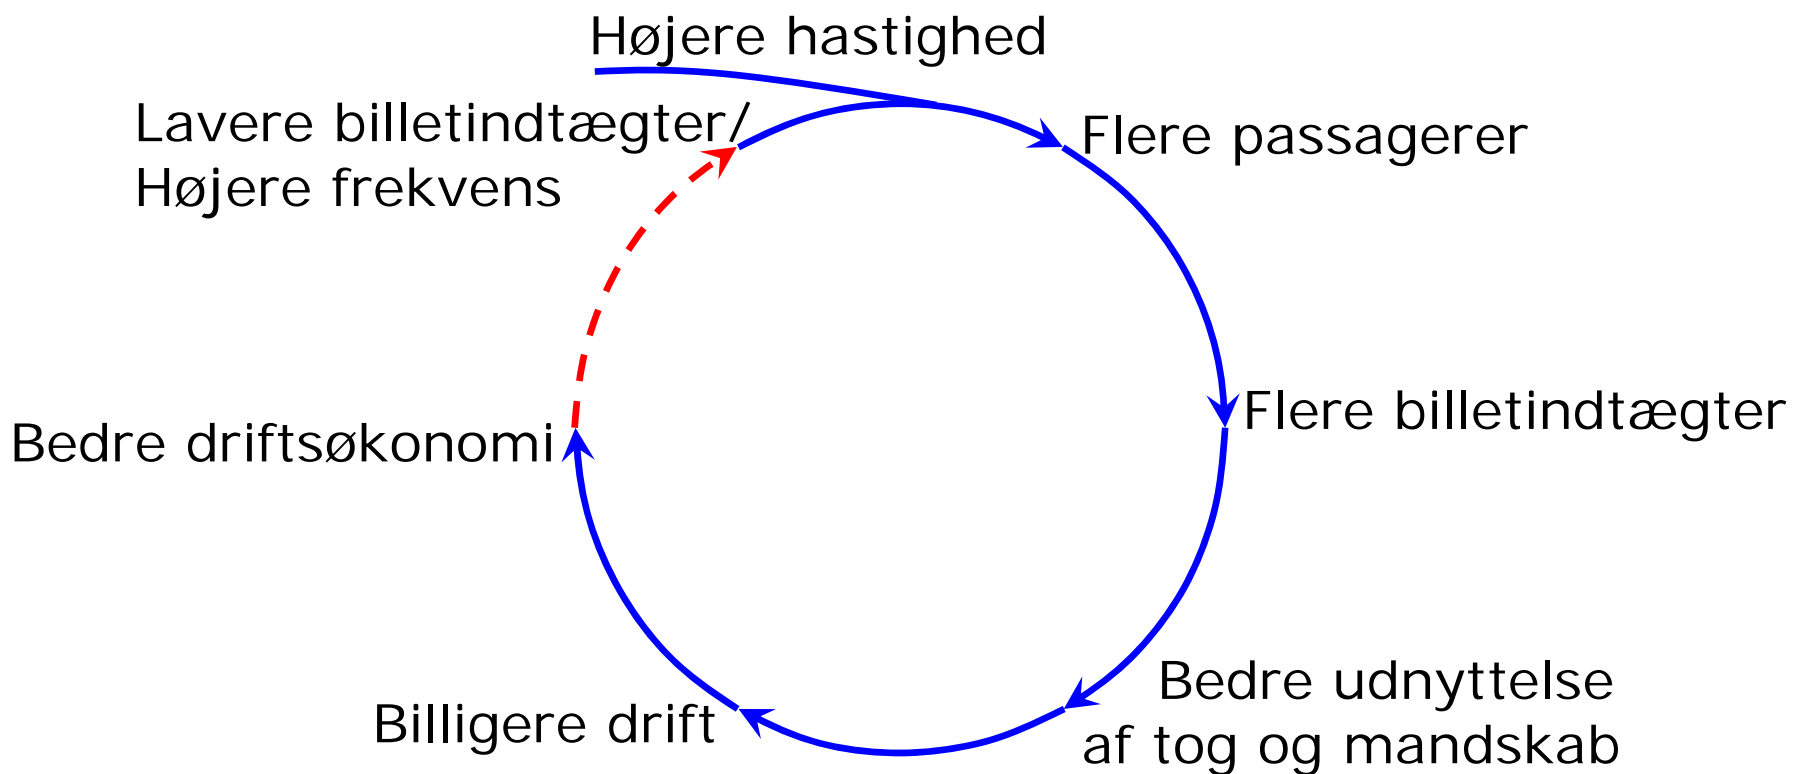 Højere hastighed
Lavere billetindtægter/
Højere frekvens
Flere passagerer
Flere billetindtægter
Bedre driftsøkonomi
Bedre udnyttelse
af tog og mandskab
Billigere drift